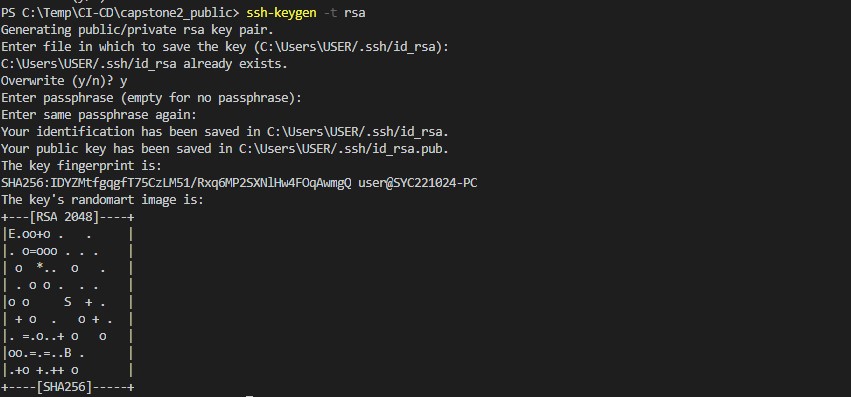 PS C:\Temp\CI-CD\capstone2_public> ssh-keygen -t rsa
Generating public/private rsa key pair.
Enter file in which to save the key (C:\Users\USER/.ssh/id_rsa):
C:\Users\USER/.ssh/id_rsa already exists.
Overwrite (y/n)? y
Enter passphrase (empty for no passphrase):
Enter same passphrase again:
Your identification has been saved in C:\Users\USER/.ssh/id_rsa.
Your public key has been saved in C:\Users\USER/.ssh/id_rsa.pub.
The key fingerprint is:
SHA256:IDYZMtfgqgfT75CzLM51/Rxq6MP2SXNlHw4FOqAwmgQ user@SYC221024-PC
The key's randomart image is:
+---[RSA 2048]----+
|E.oo+o .   .     |
|. o=ooo . . .    |
| o  *..  o   .   |
| . o o .  . .    |
|o o     S  + .   |
| + o  .   o + .  |
|. =.o..+ o   o   |
|oo.=.=..B .      |
|.+o +.++ o       |
+----[SHA256]-----+